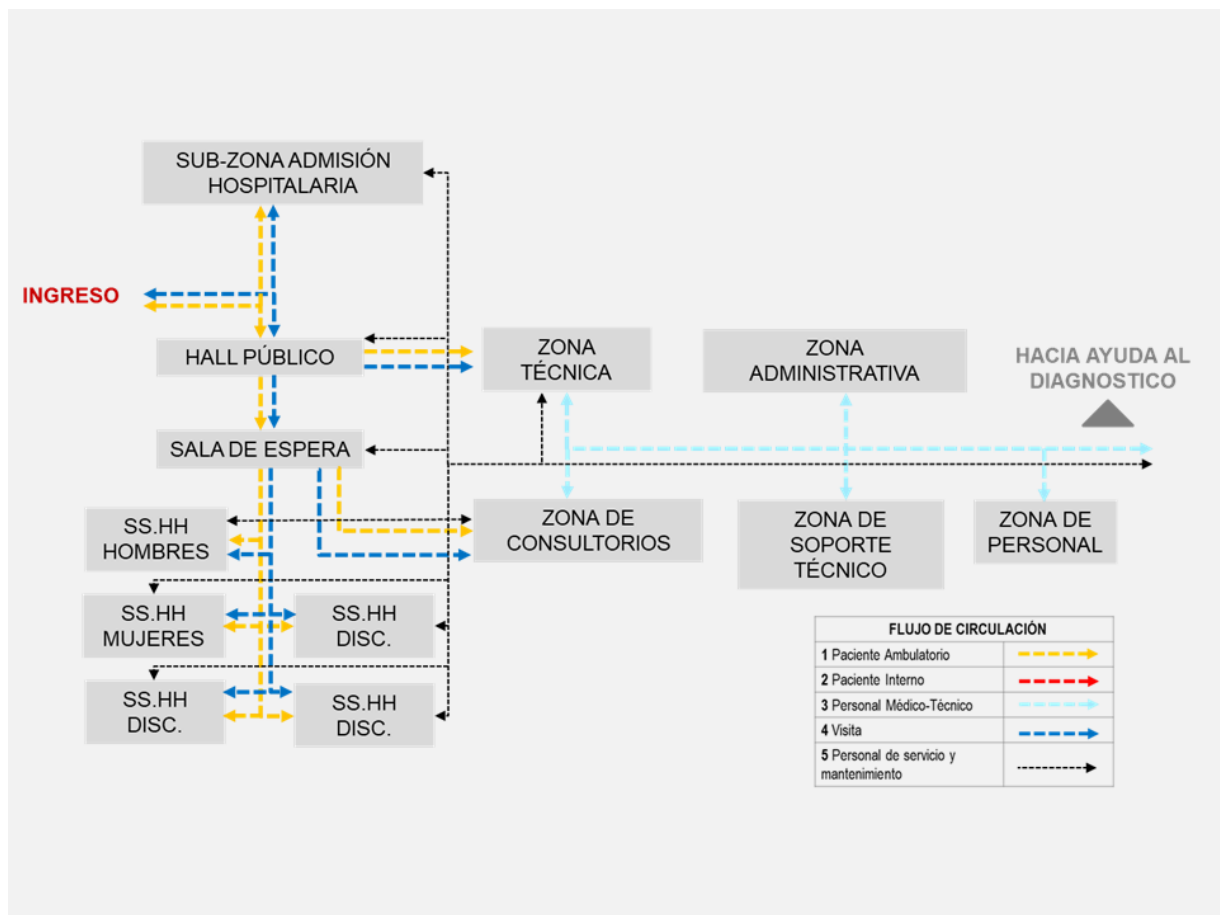 SUB-ZONA ADMISIÓN
HOSPITALARIA
INGRESO
HALL PÚBLICO
ZONA
TÉCNICA
ZONA
ADMINISTRATIVA
HACIA AYUDA AL
DIAGNOSTICO
SALA DE ESPERA
SS.HH
HOMBRES
ZONA DE
CONSULTORIOS
ZONA DE
SOPORTE
TÉCNICO
ZONA DE
PERSONAL
SS.HH
MUJERES
SS.HH
DISC.
SS.HH
DISC.
SS.HH
DISC.
FLUJO DE CIRCULACIÓN
1 Paciente Ambulatorio
2 Paciente Interno
3 Personal Médico-Técnico
4 Visita
5 Personal de servicio y
mantenimiento